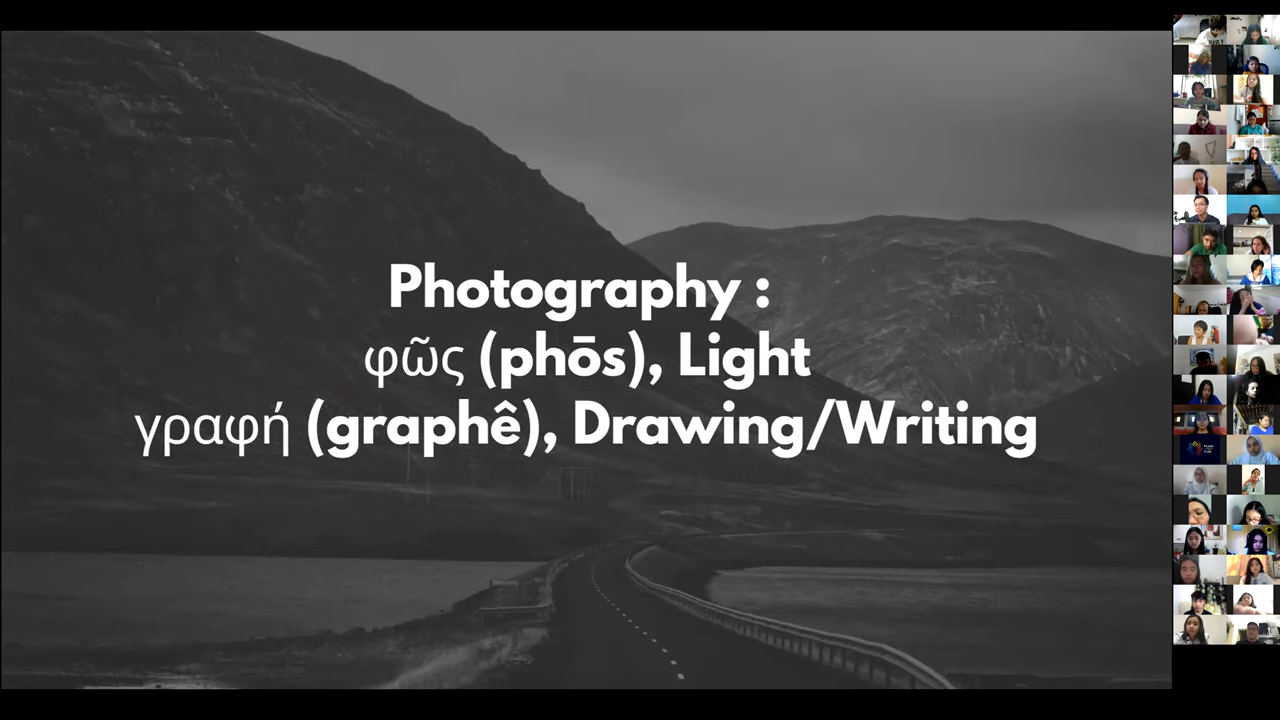 Photography :
φῶς (phōs), Light
γραφή (graphê), Drawing/Writing